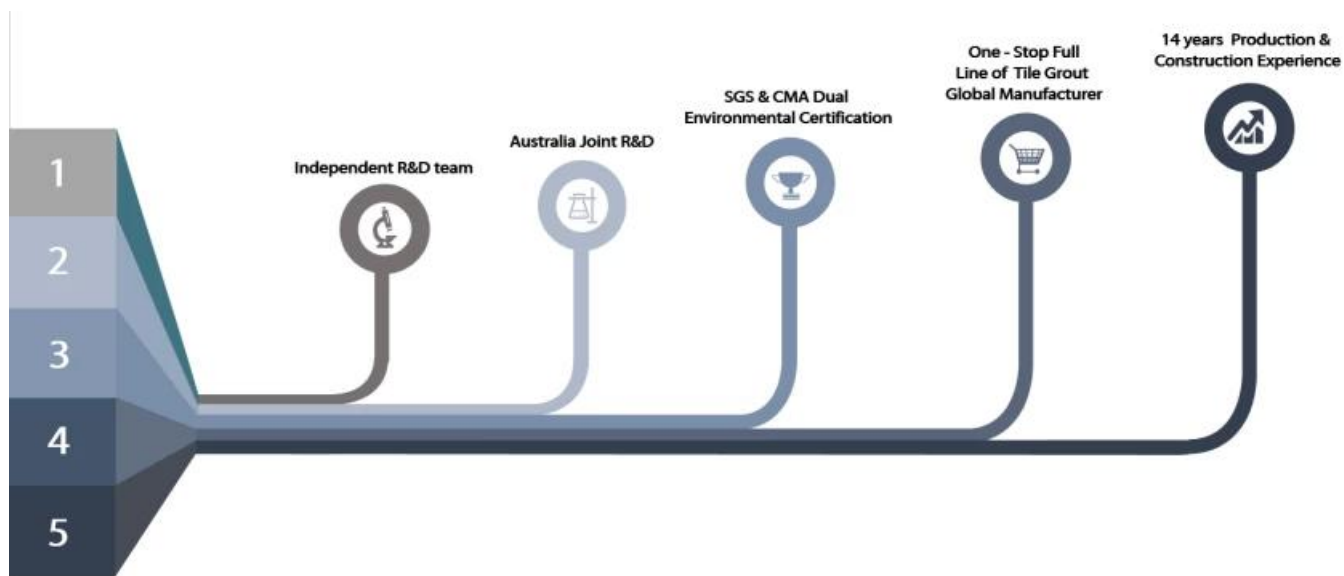 1
2
3
4
5
Independent R&D team
Australia Joint R&D
SGS & CMA Dual
Environmental Certification
One - Stop Full
Line of Tile Grout
Global Manufacturer
14 years Production &
Construction Experience